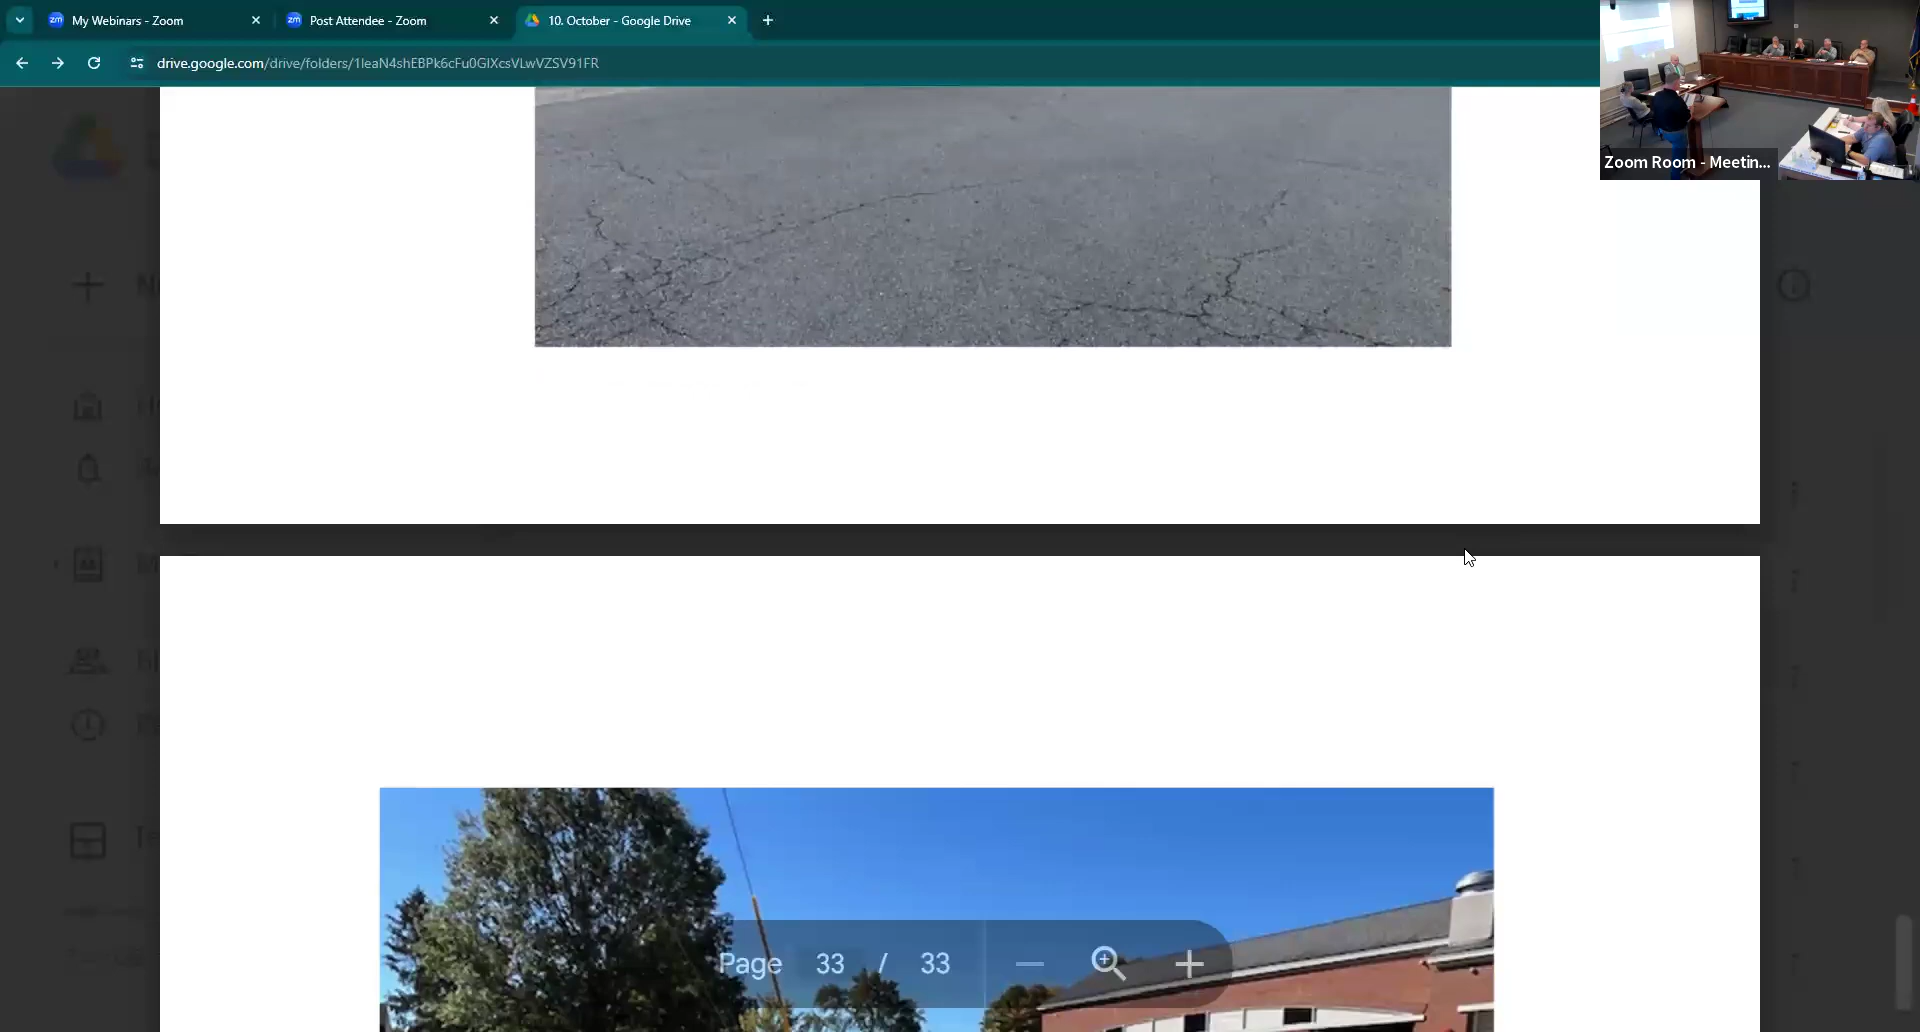 My Webinars - Zoom
Post Attendee - Zoom
10. October - Google Drive
drive.google.com/drive/folders/1leaN4shEBPk6cFu0GlXcsVLwVZSV91FR
Zoom Room - Meetin...
Page 33 / 33